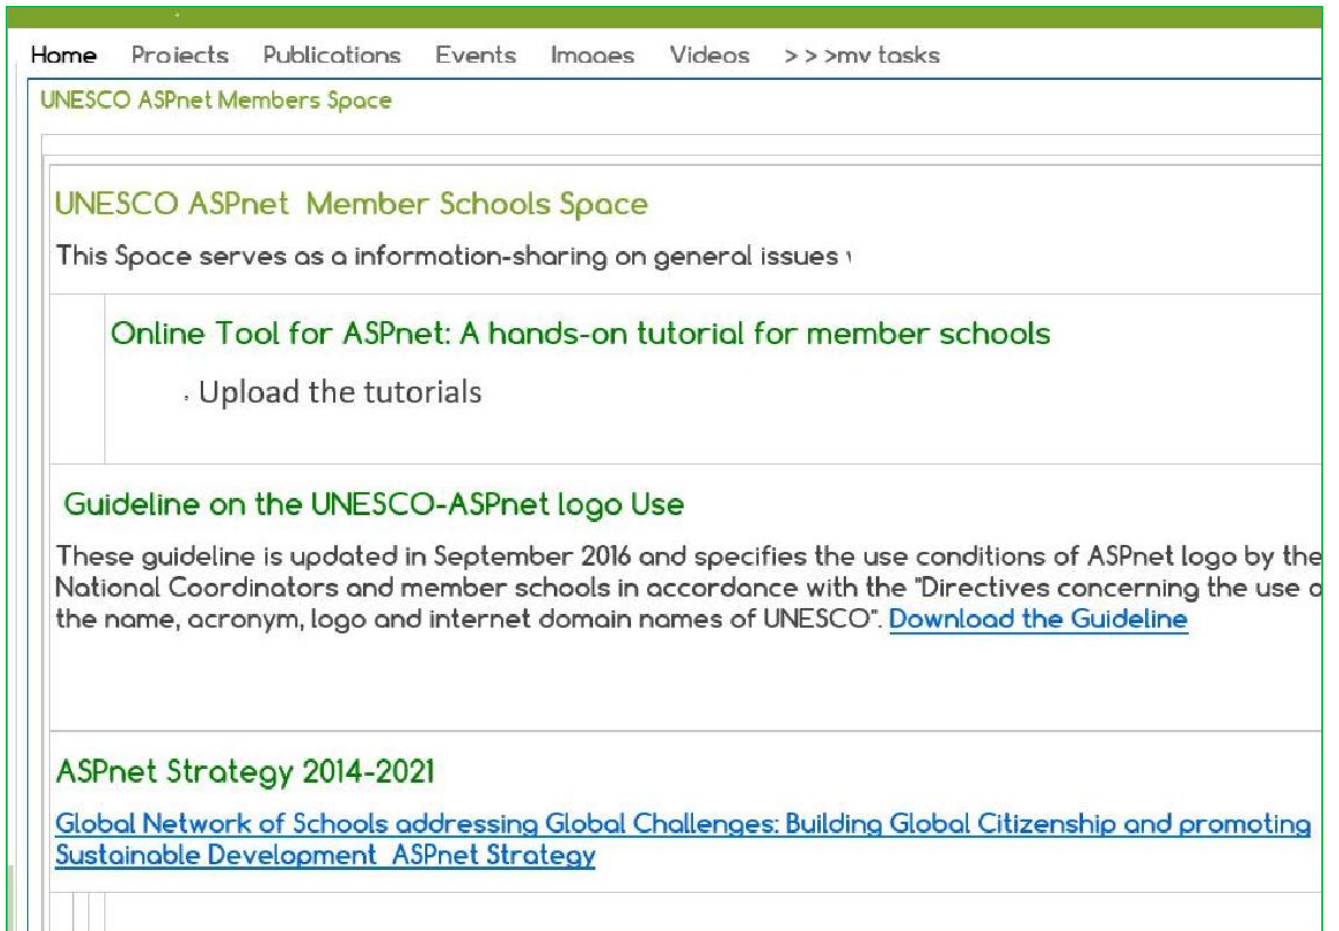 Home Projects Publications Events Images Videos > > >my tasks
UNESCO ASPnet Members Space
UNESCO ASPnet Member Schools Space
This Space serves as a information-sharing on general issues
Online Tool for ASPnet: A hands-on tutorial for member schools
Upload the tutorials
Guideline on the UNESCO-ASPnet logo Use
These guideline is updated in September 2016 and specifies the use conditions of ASPnet logo by the
National Coordinators and member schools in accordance with the "Directives concerning the use
the name, acronym, logo and internet domain names of UNESCO". Download the Guideline
ASPnet Strategy 2014-2021
Global Network of Schools addressing Global Challenges: Building Global Citizenship and promoting
Sustainable Development ASPnet Strategy